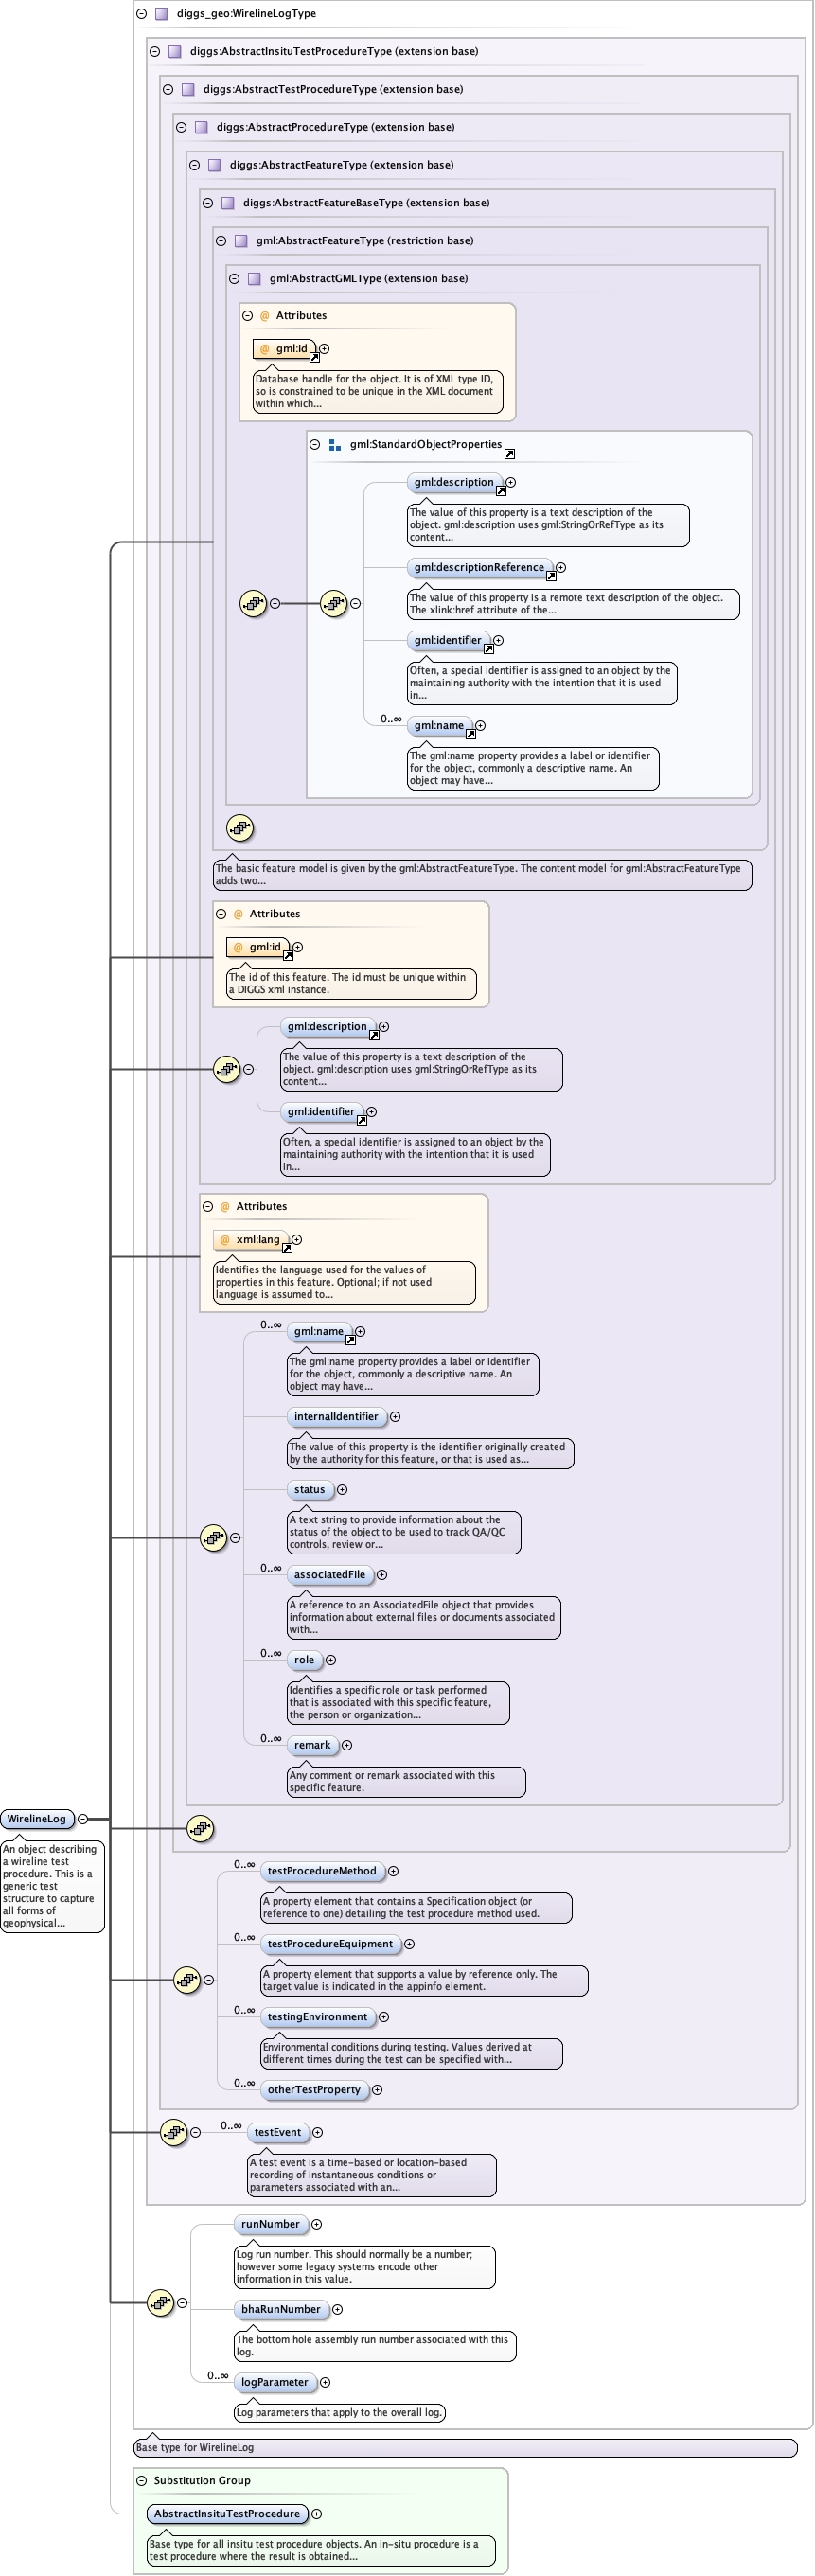 diggs_geo:WirelineLogType
diggs:AbstractInsituTestProcedureType (extension base)
diggs:AbstractTestProcedureType (extension base)
diggs:AbstractProcedureType (extension base)
diggs:AbstractFeatureType (extension base)
diggs:AbstractFeatureBaseType (extension base)
gml:AbstractFeatureType (restriction base)
gml:AbstractGMLType (extension base)
@ Attributes
@ gml:id
Database handle for the object. It is of XML type ID,
so is constrained to be unique in the XML document
within which...
gml:StandardObjectProperties
gml:description
The value of this property is a text description of the
object. gml:description uses gml:StringOrRefType as its
content...
gml:descriptionReference
The value of this property is a remote text description of the object.
The xlink:href attribute of the...
gml:identifier
Often, a special identifier is assigned to an object by the
maintaining authority with the intention that it is used
in...
0..∞
gml:name
The gml:name property provides a label or identifier
for the object, commonly a descriptive name. An
object may have...
The basic feature model is given by the gml:AbstractFeatureType. The content model for gml:AbstractFeatureType
adds two...
@ Attributes
@ gml:id
The id of this feature. The id must be unique within
a DIGGS xml instance.
gml:description
The value of this property is a text description of the
object. gml:description uses gml:StringOrRefType as its
content...
gml:identifier
Often, a special identifier is assigned to an object by the
maintaining authority with the intention that it is used
in...
@ Attributes
@ xml:lang
Identifies the language used for the values of
properties in this feature. Optional; if not used
language is assumed to...
0..∞
gml:name
The gml:name property provides a label or identifier
for the object, commonly a descriptive name. An
object may have...
internalIdentifier
The value of this property is the identifier originally created
by the authority for this feature, or that is used as...
status
A text string to provide information about the
status of the object to be used to track QA/QC
controls, review or...
0..∞
associatedFile
A reference to an AssociatedFile object that provides
information about external files or documents associated
with...
0..∞
role
Identifies a specific role or task performed
that is associated with this specific feature,
the person or organization...
0..∞
remark
Any comment or remark associated with this
specific feature.
WirelineLog
An object describing
a wireline test
procedure. This is a
generic test
structure to capture
all forms of
geophysical...
0..∞
testProcedureMethod
A property element that contains a Specification object (or
reference to one) detailing the test procedure method used.
0..∞
testProcedureEquipment
A property element that supports a value by reference only. The
target value is indicated in the appinfo element.
0..∞
testingEnvironment
Environmental conditions during testing. Values derived at
different times during the test can be specified with...
0..∞
otherTestProperty
0..∞
testEvent
A test event is a time-based or location-based
recording of instantaneous conditions or
parameters associated with an...
runNumber
Log run number. This should normally be a number;
however some legacy systems encode other
information in this value.
bhaRunNumber
The bottom hole assembly run number associated with this
log.
0..∞
logParameter
Log parameters that apply to the overall log.
Base type for WirelineLog
Substitution Group
AbstractInsituTestProcedure
Base type for all insitu test procedure objects. An in-situ procedure is a
test procedure where the result is obtained...